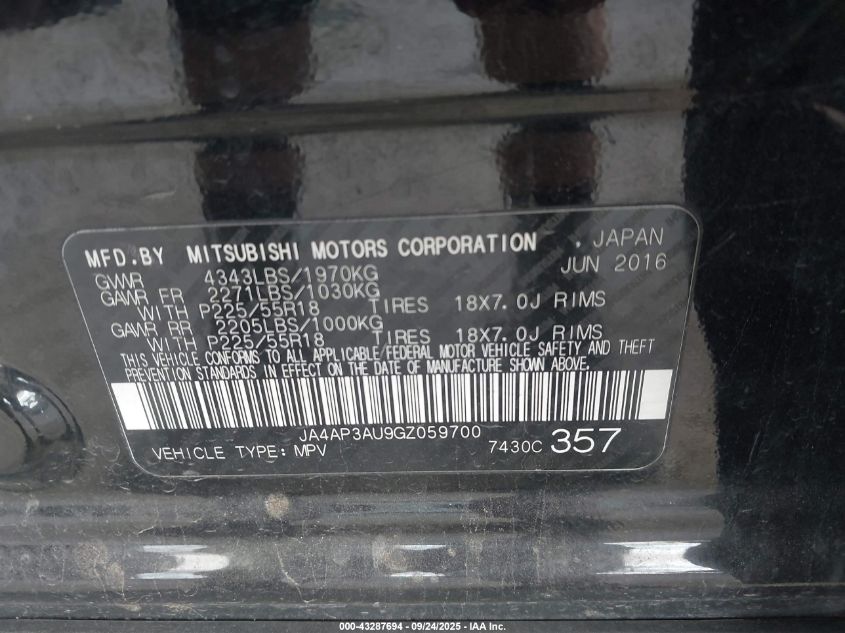 MFD.BY MITSUBISHI MOTORS CORPORATION , JAPAN
JUN 2016
GVWR 4343LBS/1970KG
GAWR FR 2271LBS/1030KG
WITH P225/55R18 TIRES 18X7.0J RIMS
GAWR RR 2205LBS/1000KG
WITH P225/55R18 TIRES 18X7.0J RIMS
THIS VEHICLE CONFORMS TO ALL APPLICABLE FEDERAL MOTOR VEHICLE SAFETY AND THEFT
PREVENTION STANDARDS IN EFFECT ON THE DATE OF MANUFACTURE SHOWN ABOVE.
JA4AP3AU9GZ059700
VEHICLE TYPE: MPV 7430C 357
000-43287694 - 09/24/2025 - IAA Inc.